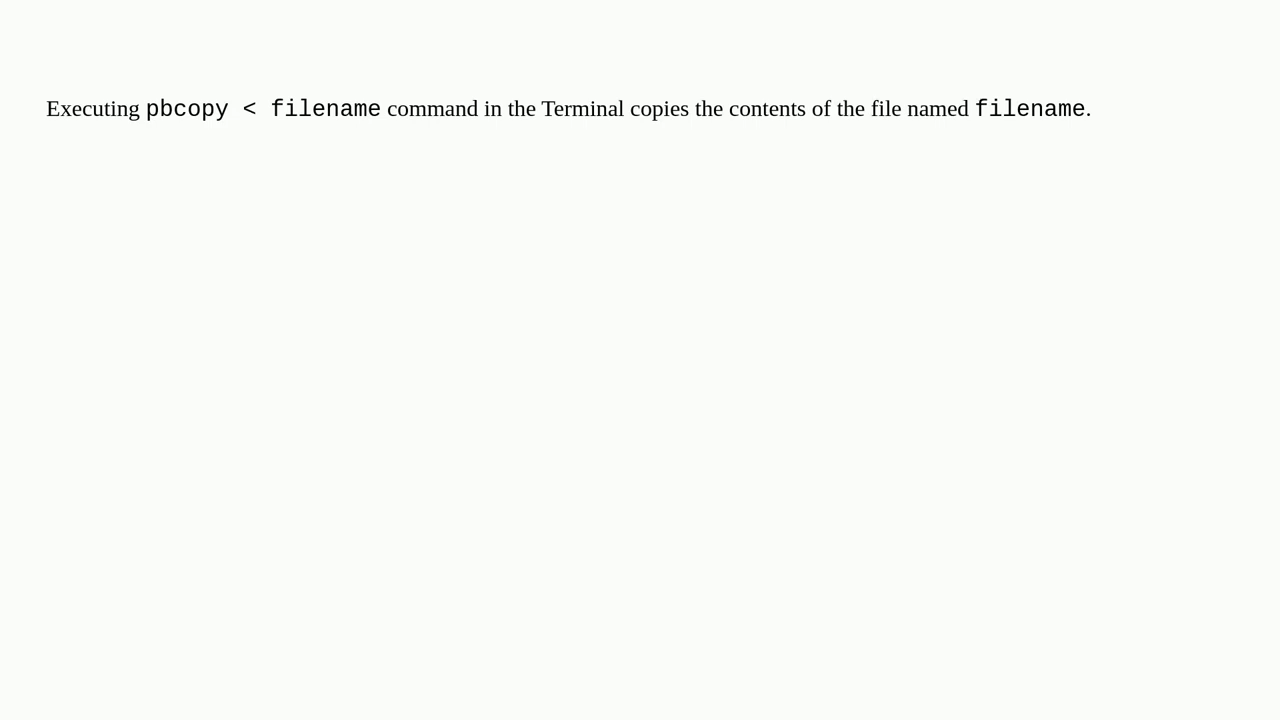 Executing pbcopy < filename command in the Terminal copies the contents of the file named filename.